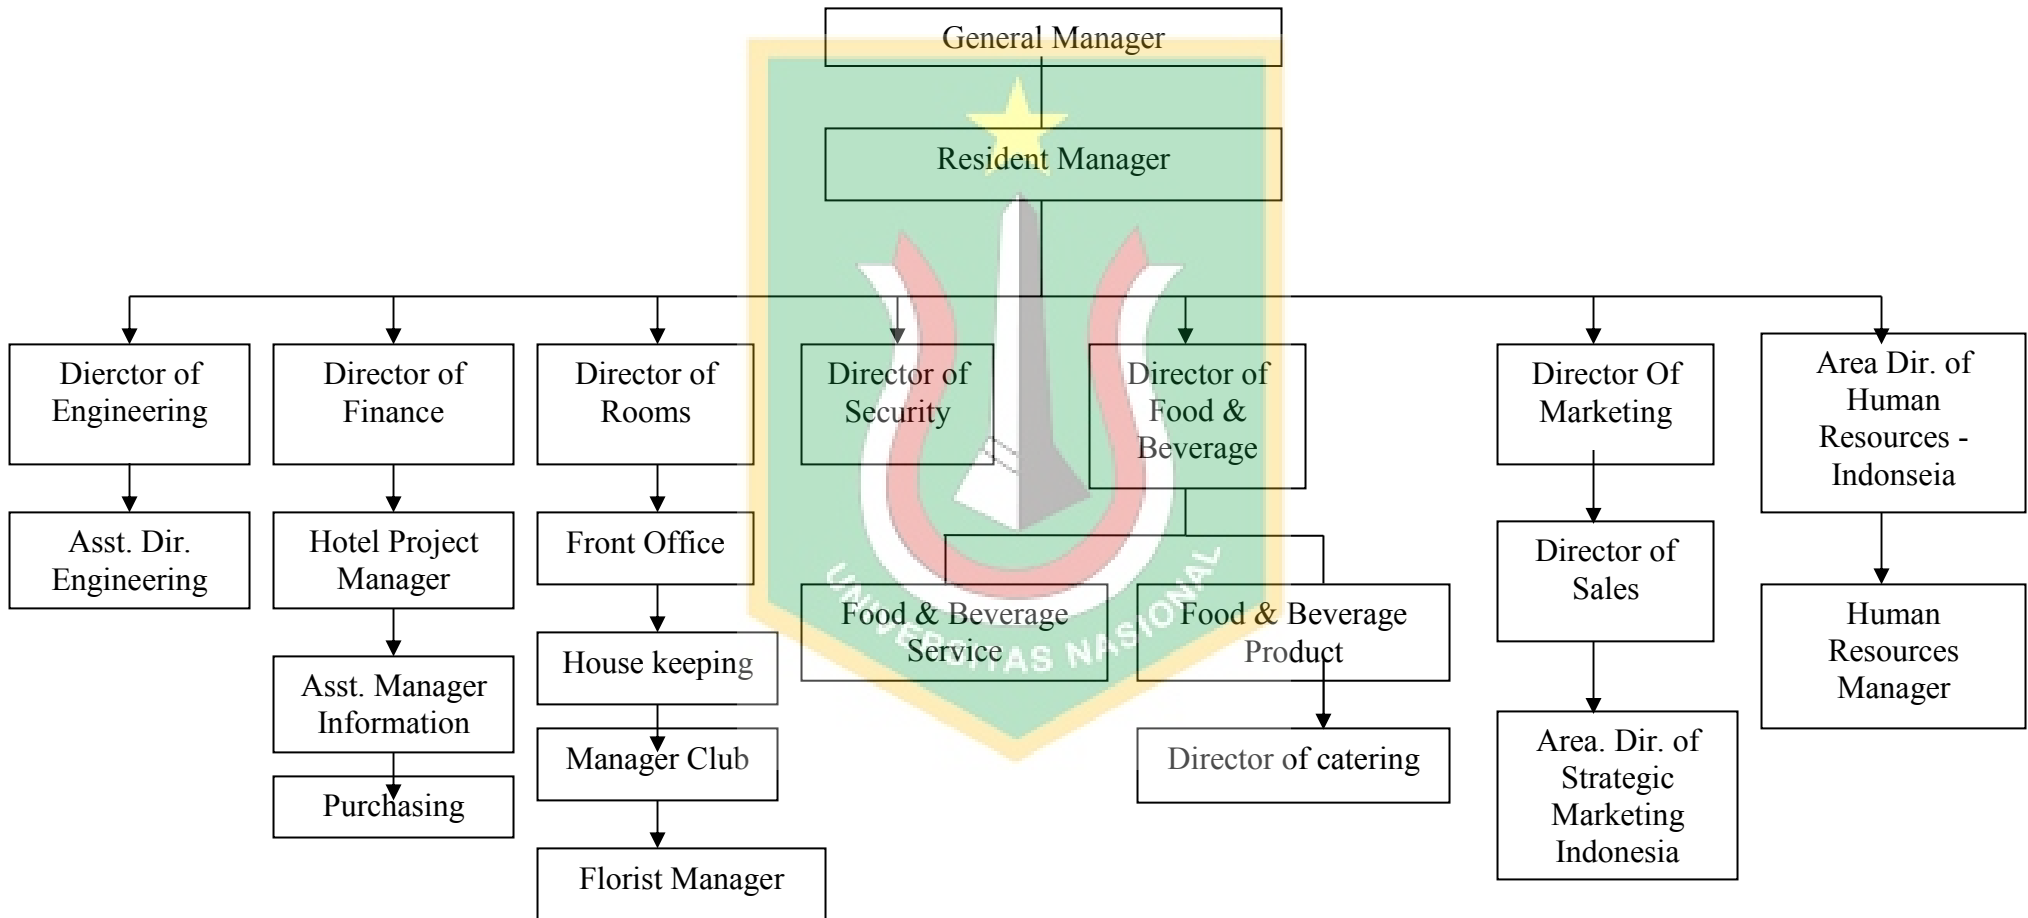 General Manager
Resident Manager
Dierctor of
Engineering
Director of
Finance
Director of
Rooms
Director of
Security
Director of
Food &
Beverage
Director Of
Marketing
Area Dir. of
Human
Resources -
Indonseia
Asst. Dir.
Engineering
Hotel Project
Manager
Front Office
Director of
Sales
Food & Beverage
Service
Food & Beverage
Product
Human
Resources
Manager
House keeping
Asst. Manager
Information
Manager Club
Director of catering
Area. Dir. of
Strategic
Marketing
Indonesia
Purchasing
Florist Manager
UNIVERSITAS NASIONAL